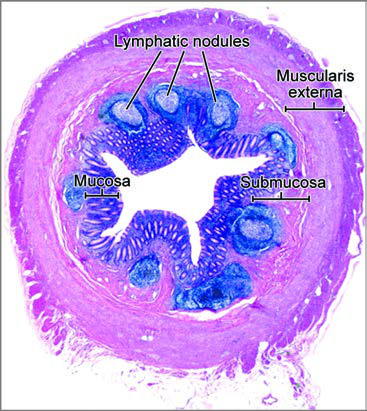 Lymphatic nodules
Muscularis
externa
Mucosa
Submucosa